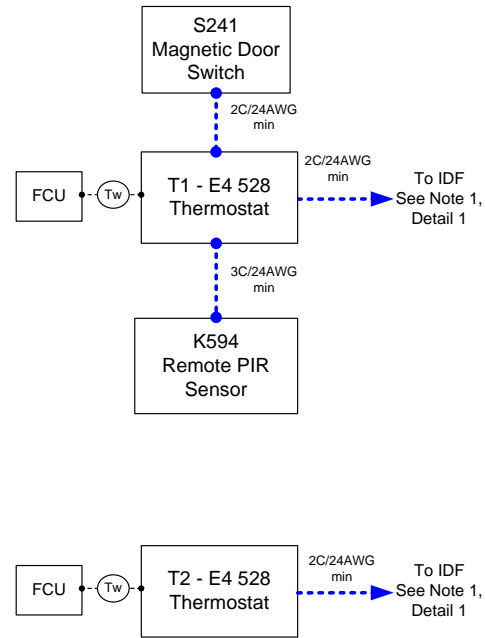 S241
Magnetic Door
Switch
2C/24AWG
min
FCU
Tw
T1 - E4 528
Thermostat
2C/24AWG
min
To IDF
See Note 1,
Detail 1
3C/24AWG
min
K594
Remote PIR
Sensor
FCU
Tw
T2 - E4 528
Thermostat
2C/24AWG
min
To IDF
See Note 1,
Detail 1